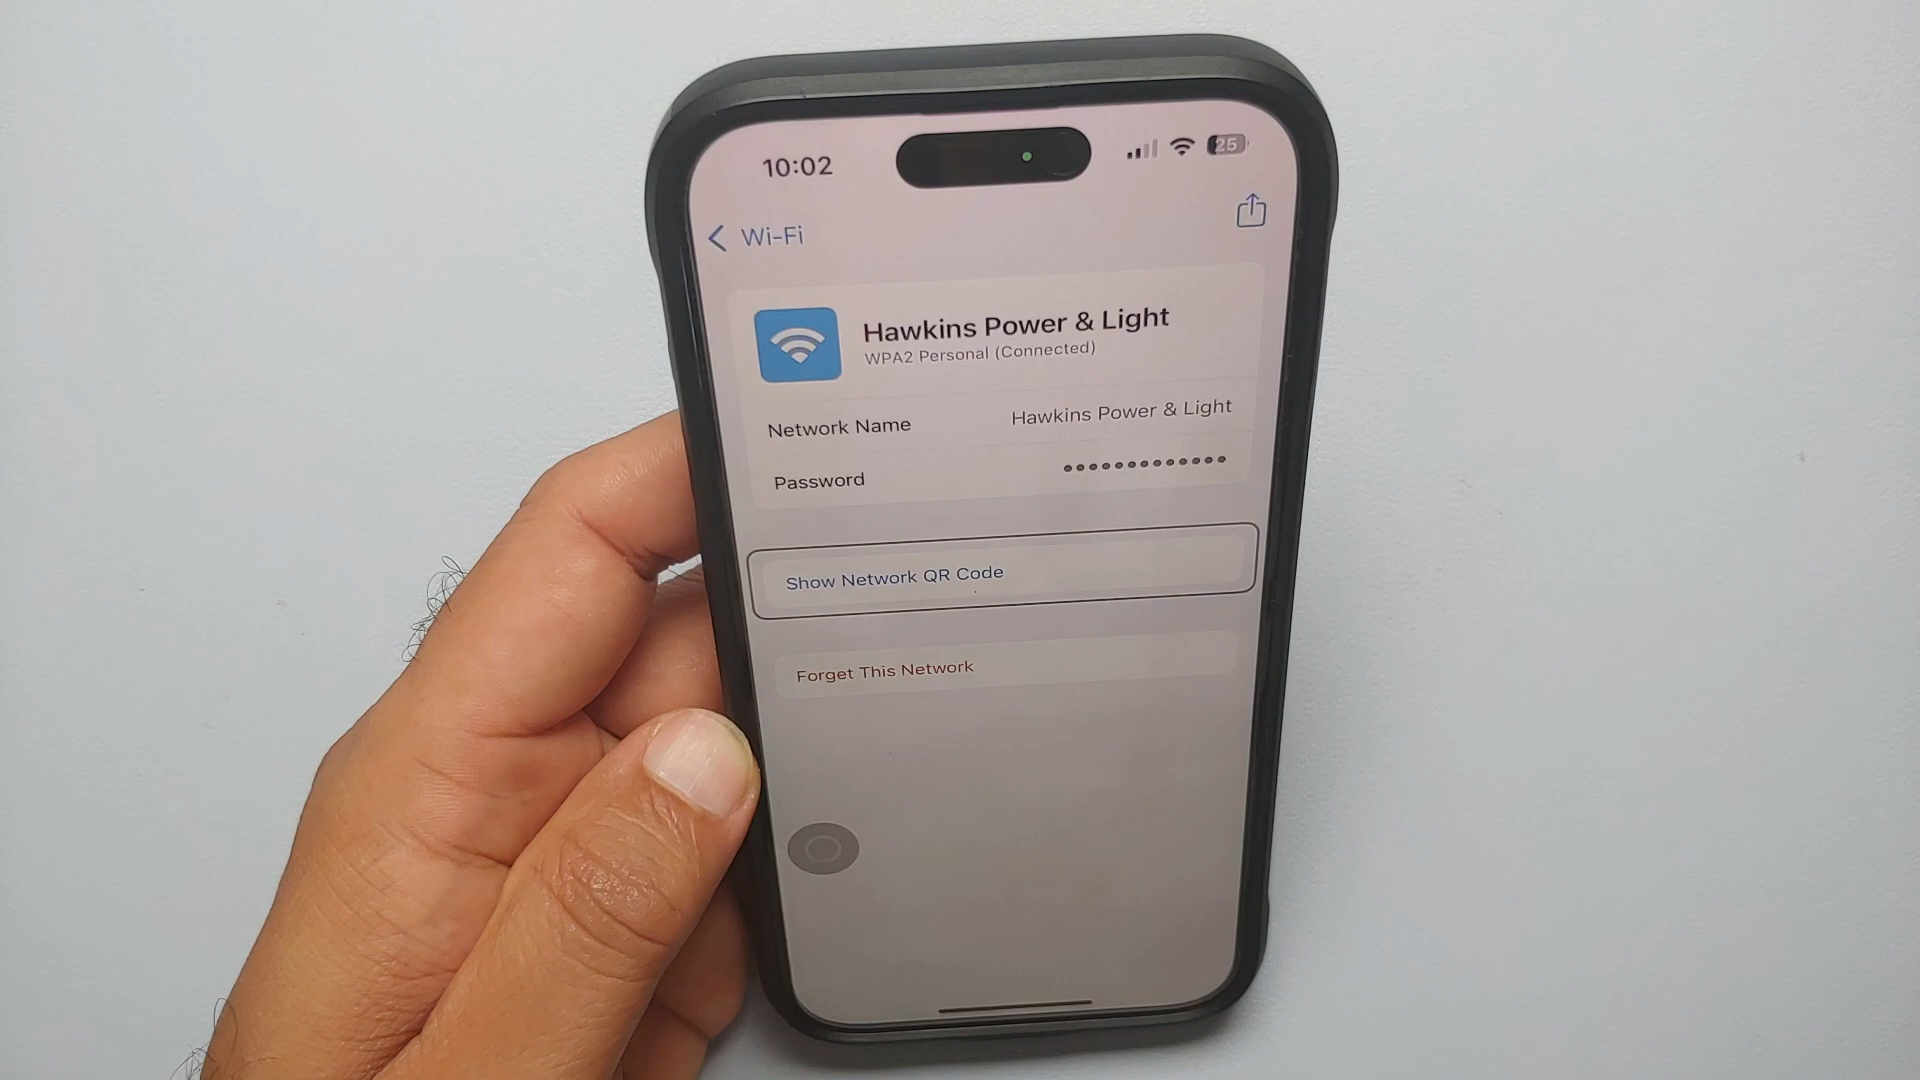 10:02
25
Wi-Fi
Hawkins Power & Light
WPA2 Personal (Connected)
Network Name Hawkins Power & Light
Password ●●●●●●●●●●●●●
Show Network QR Code
Forget This Network